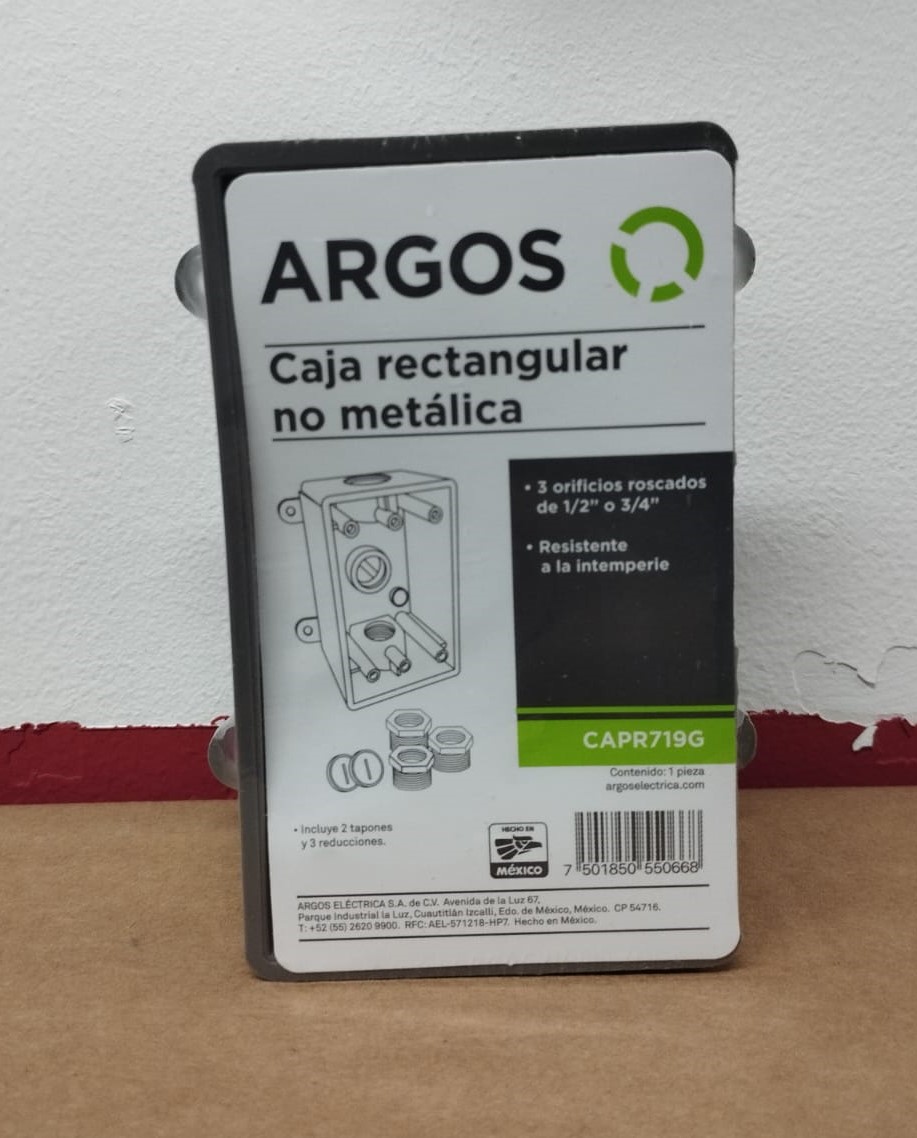 ARGOS
Caja rectangular
no metálica
• 3 orificios roscados
de 1/2" o 3/4"
• Resistente
a la intemperie
CAPR719G
Contenido: 1 pieza
argoselectrica.com
• Incluye 2 tapones
y 3 reducciones.
HECHO EN
MéXICO
7 501850 550668
ARGOS ELÉCTRICA S.A. de C.V. Avenida de la Luz 67,
Parque Industrial la Luz, Cuautitlán Izcalli, Edo. de México, México. CP 54716.
T: +52 (55) 2620 9900. RFC: AEL-571218-HP7. Hecho en México.